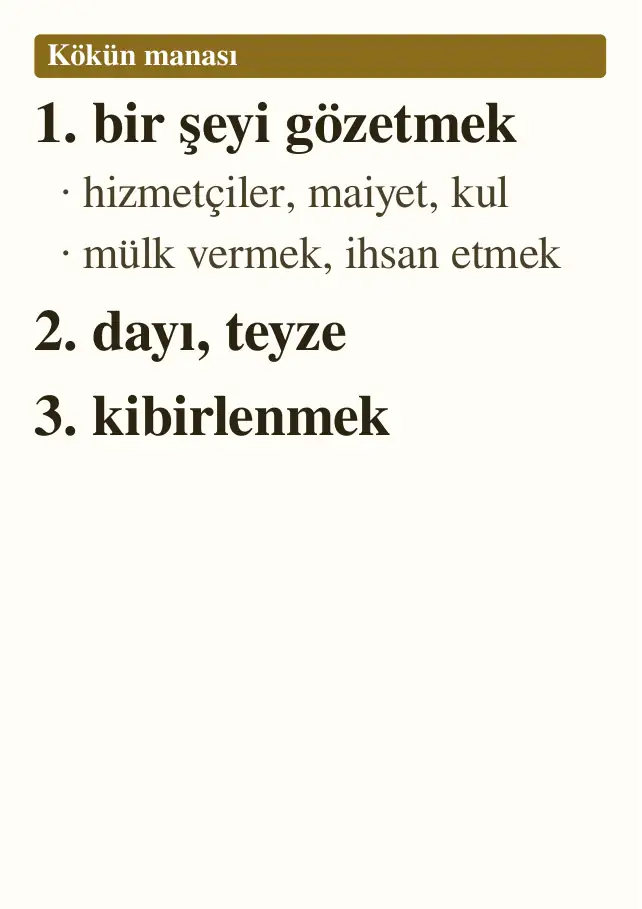 Kökün manası
1. bir şeyi gözetmek
· hizmetçiler, maiyet, kul
· mülk vermek, ihsan etmek
2. dayı, teyze
3. kibirlenmek